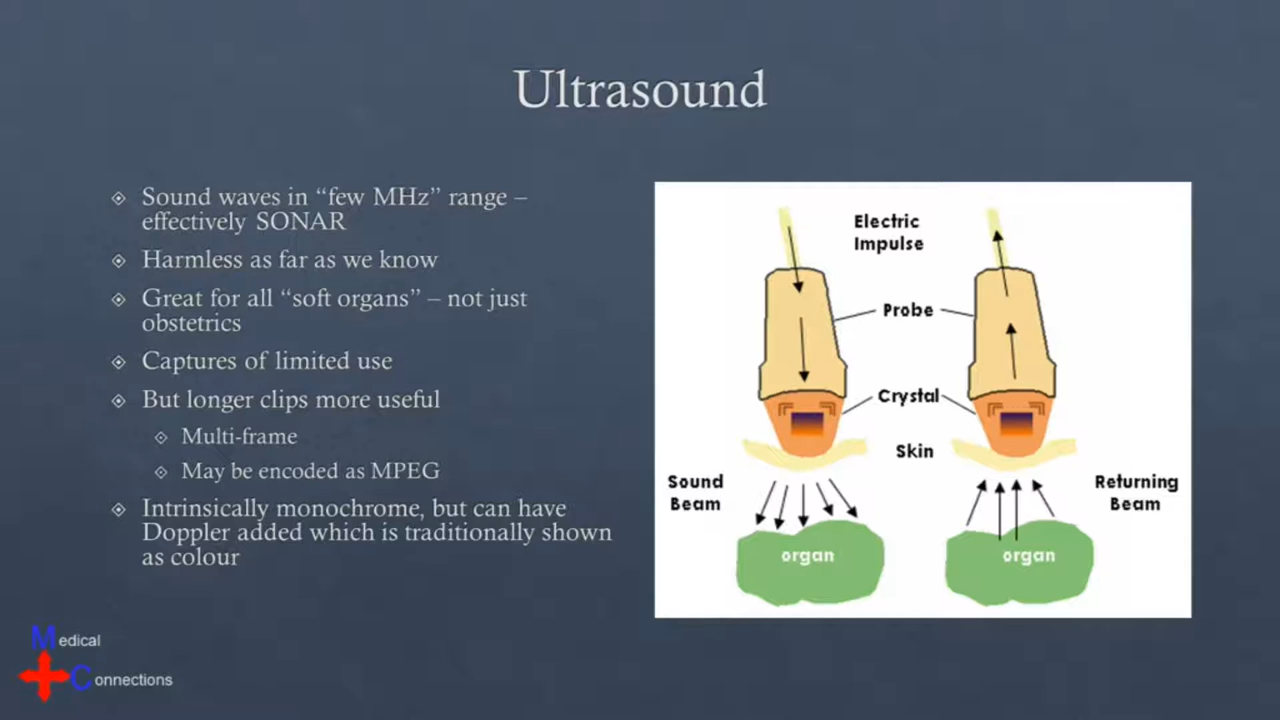 Ultrasound
Sound waves in “few MHz” range –
effectively SONAR
Harmless as far as we know
Great for all “soft organs” – not just
obstetrics
Captures of limited use
But longer clips more useful
Multi-frame
May be encoded as MPEG
Intrinsically monochrome, but can have
Doppler added which is traditionally shown
as colour
Electric
Impulse
Probe
Crystal
Skin
Sound
Beam
Returning
Beam
organ
organ
Medical
Connections